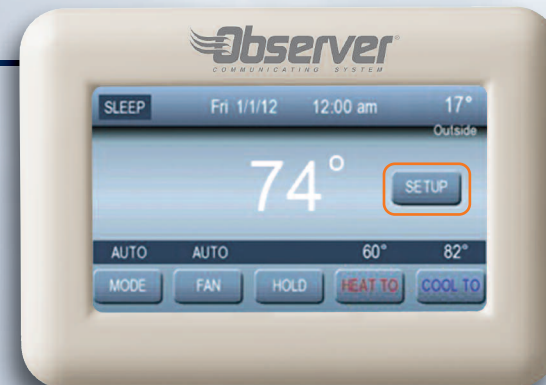 Observer
COMMUNICATING SYSTEM
SLEEP Fri 1/1/12 12:00 am 17°
Outside
74° SETUP
AUTO AUTO 60° 82°
MODE FAN HOLD HEAT TO COOL TO